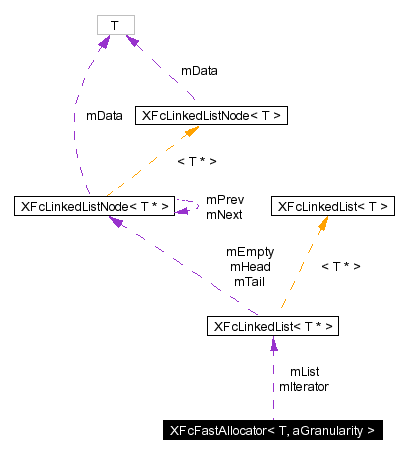 T
mData
mData
XFcLinkedListNode< T >
< T * >
XFcLinkedListNode< T * >
mPrev
mNext
XFcLinkedList< T >
mEmpty
mHead
mTail
< T * >
XFcLinkedList< T * >
mList
mIterator
XFcFastAllocator< T, aGranularity >